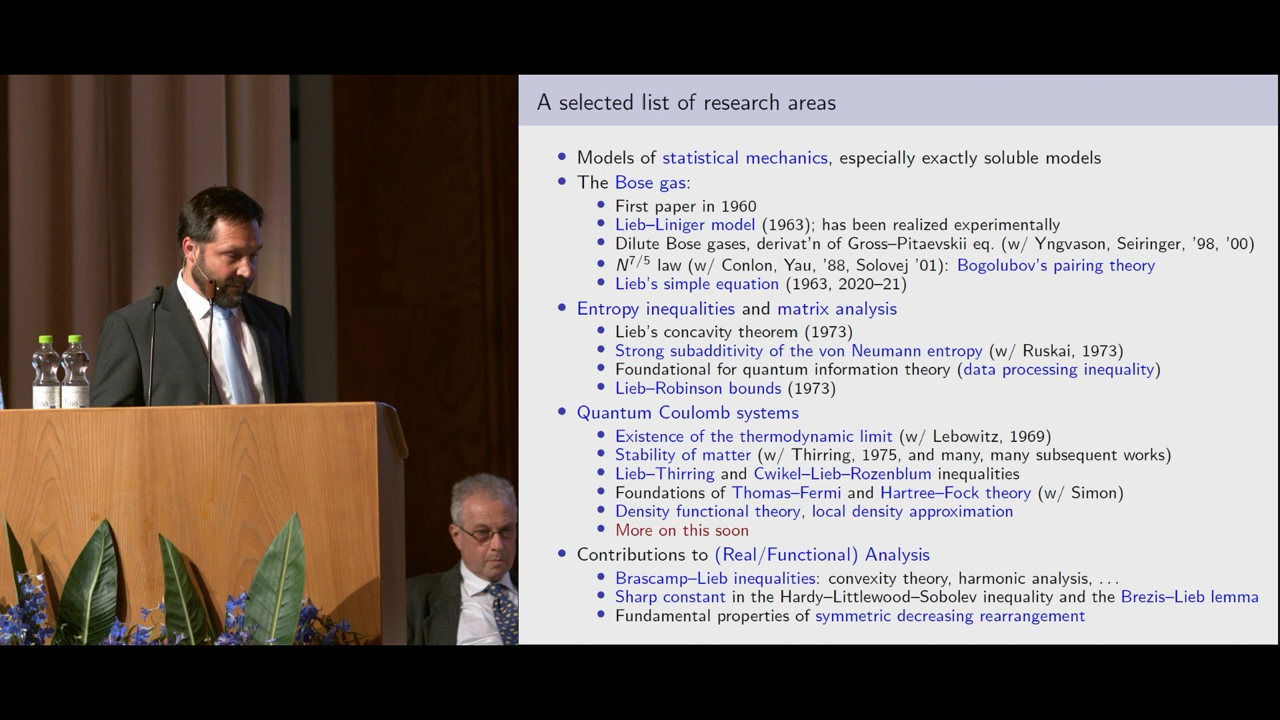 A selected list of research areas
• Models of statistical mechanics, especially exactly soluble models
• The Bose gas:
• First paper in 1960
• Lieb–Liniger model (1963); has been realized experimentally
• Dilute Bose gases, derivat'n of Gross–Pitaevskii eq. (w/ Yngvason, Seiringer, '98, '00)
• N^7/5 law (w/ Conlon, Yau, '88, Solovej '01): Bogolubov's pairing theory
• Lieb's simple equation (1963, 2020–21)
• Entropy inequalities and matrix analysis
• Lieb's concavity theorem (1973)
• Strong subadditivity of the von Neumann entropy (w/ Ruskai, 1973)
• Foundational for quantum information theory (data processing inequality)
• Lieb–Robinson bounds (1973)
• Quantum Coulomb systems
• Existence of the thermodynamic limit (w/ Lebowitz, 1969)
• Stability of matter (w/ Thirring, 1975, and many, many subsequent works)
• Lieb–Thirring and Cwikel–Lieb–Rozenblum inequalities
• Foundations of Thomas–Fermi and Hartree–Fock theory (w/ Simon)
• Density functional theory, local density approximation
• More on this soon
• Contributions to (Real/Functional) Analysis
• Brascamp–Lieb inequalities: convexity theory, harmonic analysis, ...
• Sharp constant in the Hardy–Littlewood–Sobolev inequality and the Brezis–Lieb lemma
• Fundamental properties of symmetric decreasing rearrangement